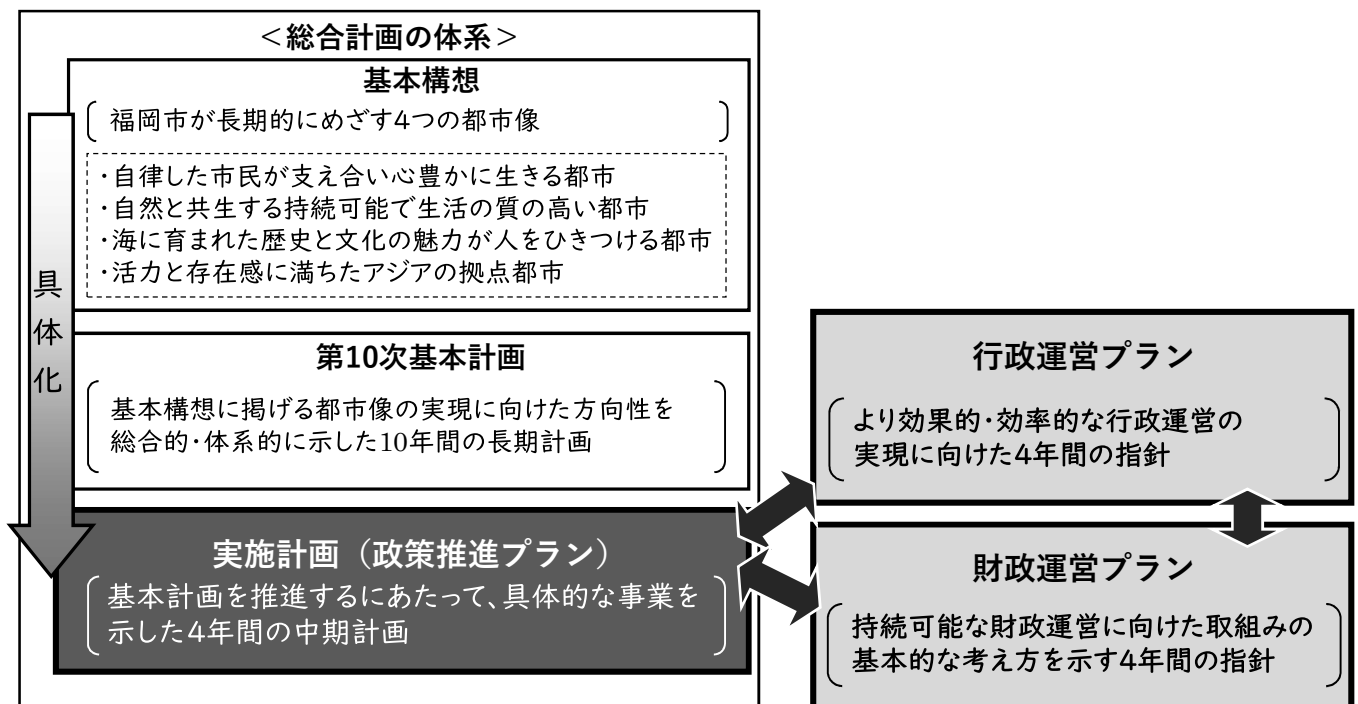 ＜総合計画の体系＞
基本構想
福岡市が長期的にめざす4つの都市像
・自律した市民が支え合い心豊かに生きる都市
・自然と共生する持続可能で生活の質の高い都市
・海に育まれた歴史と文化の魅力が人をひきつける都市
・活力と存在感に満ちたアジアの拠点都市
具体化
第10次基本計画
基本構想に掲げる都市像の実現に向けた方向性を
総合的・体系的に示した10年間の長期計画
実施計画（政策推進プラン）
基本計画を推進するにあたって、具体的な事業を
示した4年間の中期計画
行政運営プラン
より効果的・効率的な行政運営の
実現に向けた4年間の指針
財政運営プラン
持続可能な財政運営に向けた取組みの
基本的な考え方を示す4年間の指針